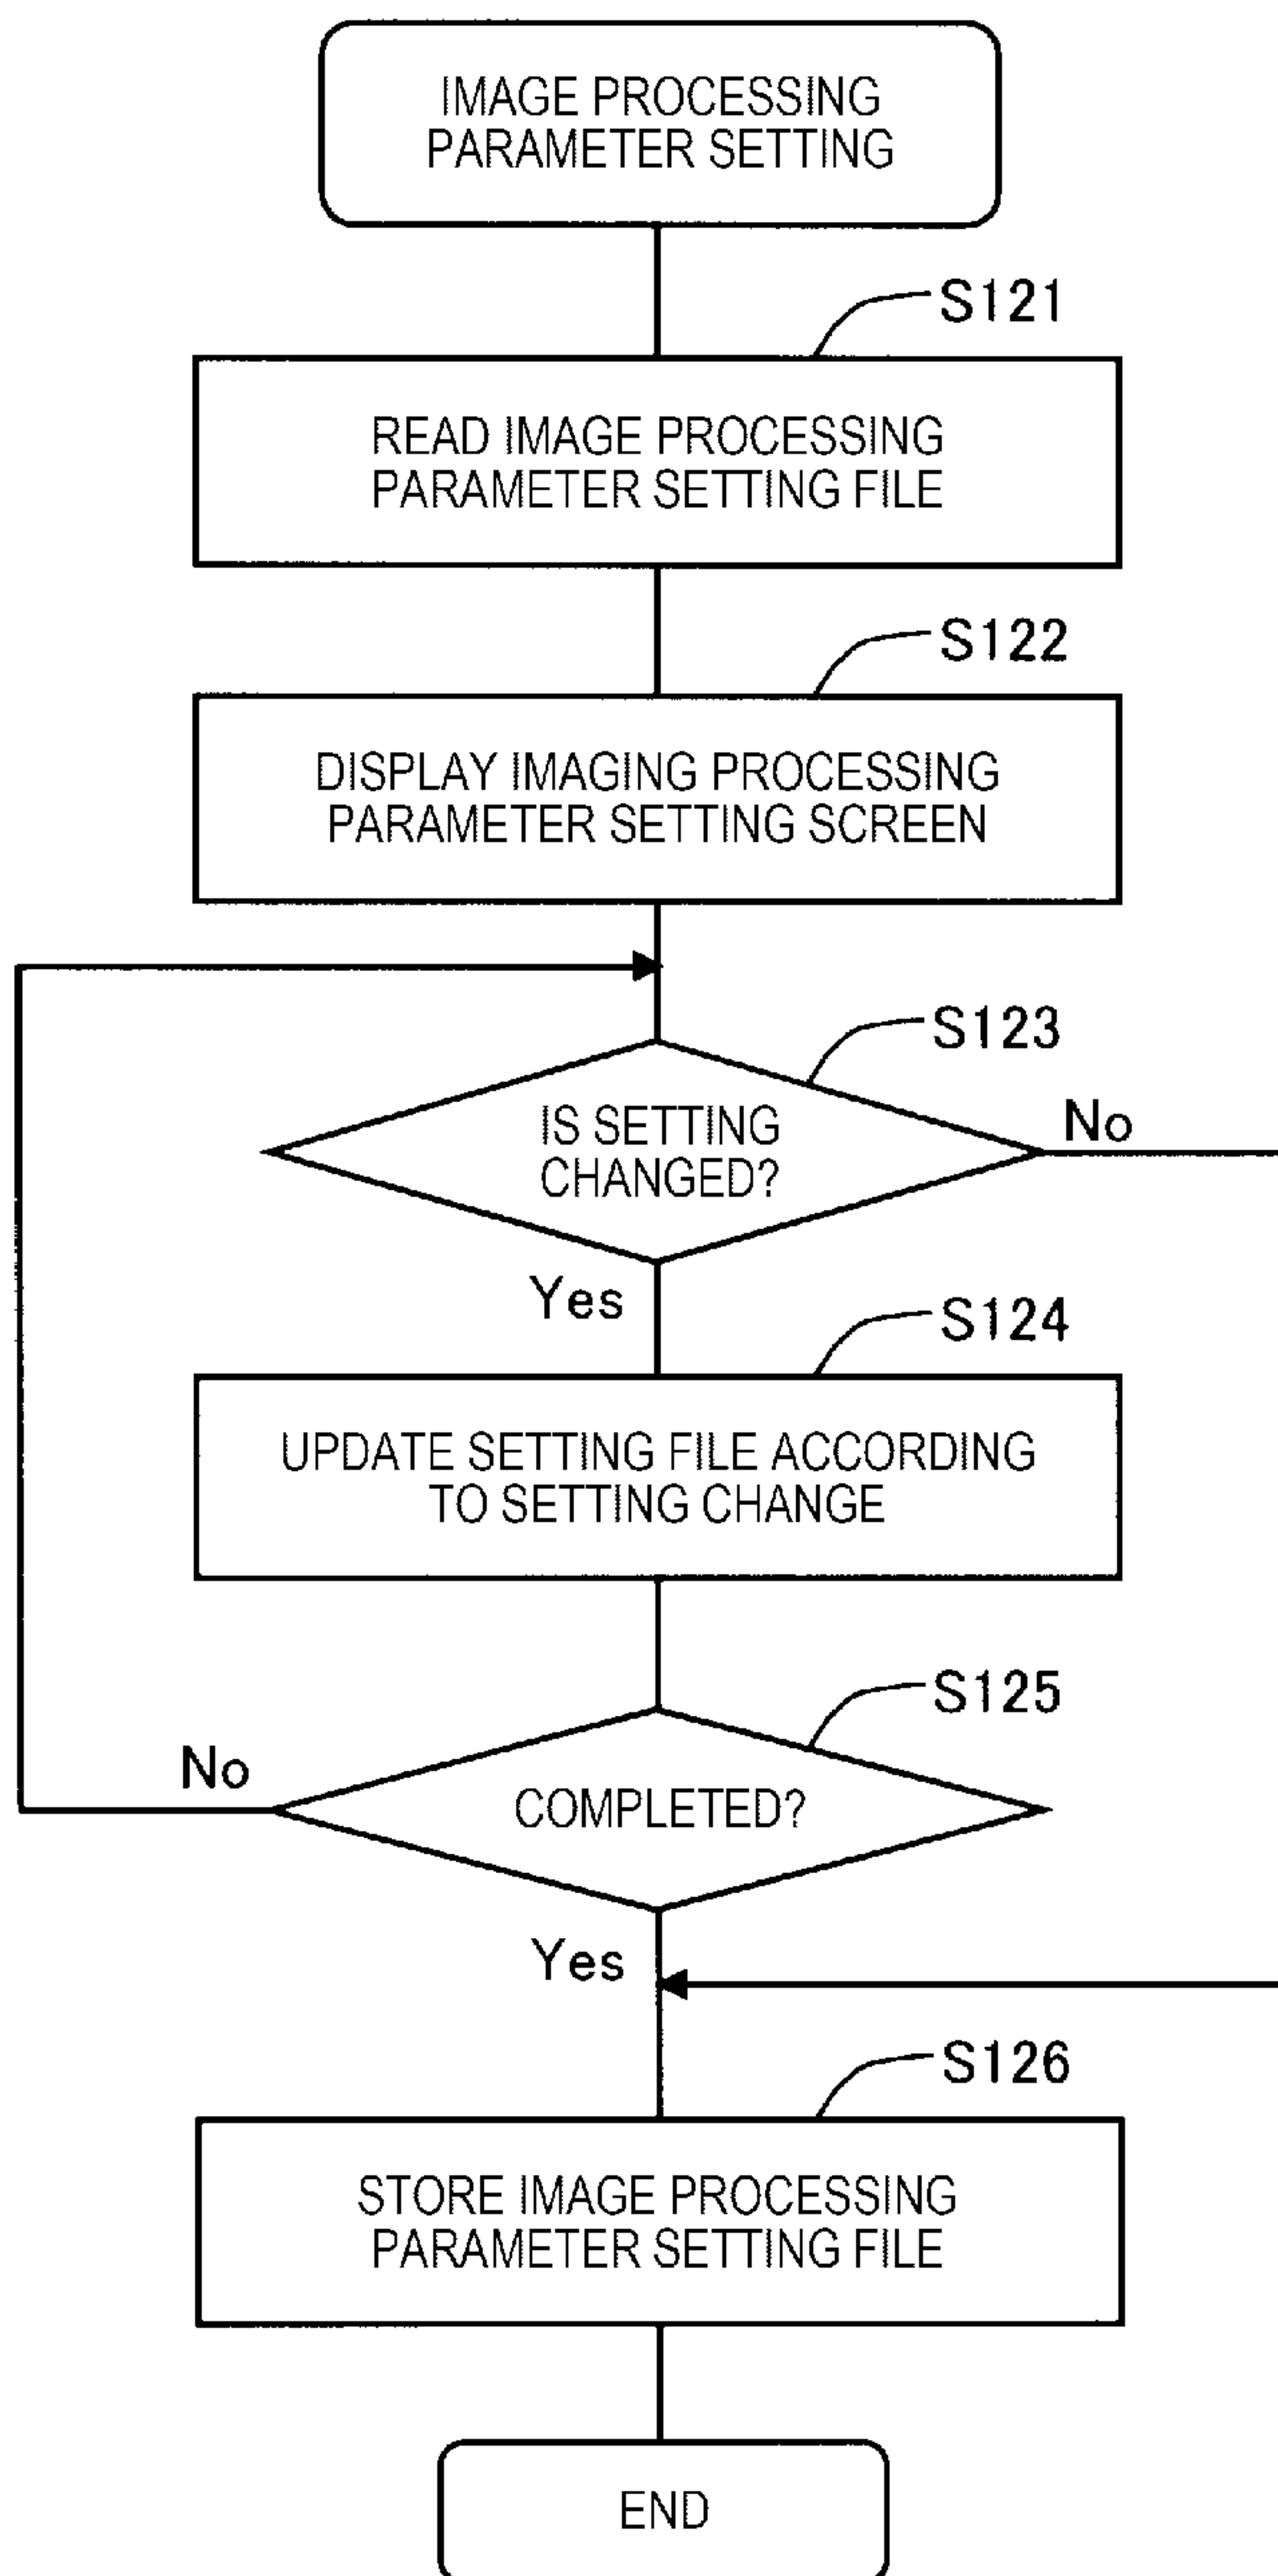 IMAGE PROCESSING
PARAMETER SETTING
S121
READ IMAGE PROCESSING
PARAMETER SETTING FILE
S122
DISPLAY IMAGING PROCESSING
PARAMETER SETTING SCREEN
S123
IS SETTING
CHANGED?
No
Yes
S124
UPDATE SETTING FILE ACCORDING
TO SETTING CHANGE
S125
No
COMPLETED?
Yes
S126
STORE IMAGE PROCESSING
PARAMETER SETTING FILE
END